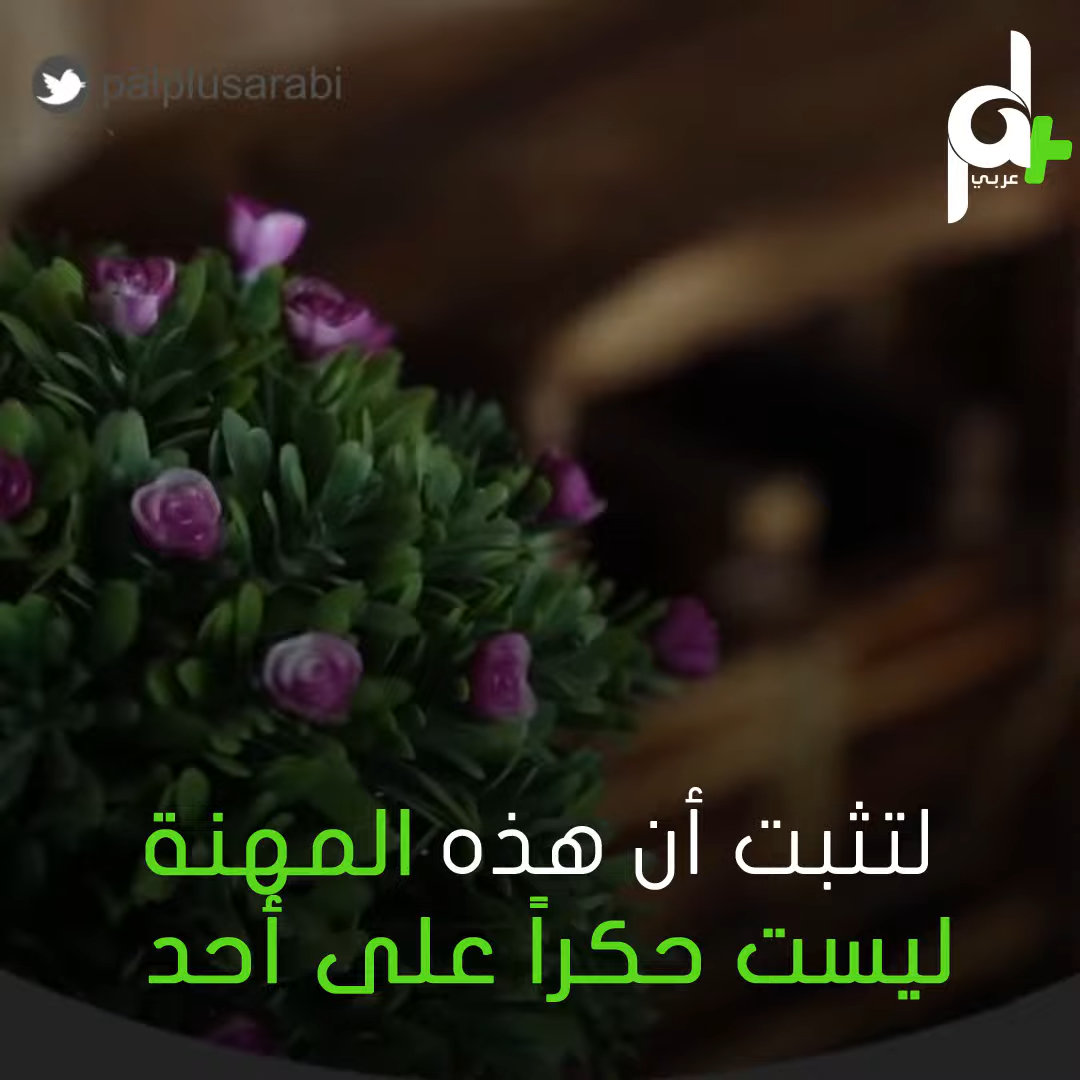 palplusarabi
عربي
لتثبت أن هذه المهنة
ليست حكراً على أحد